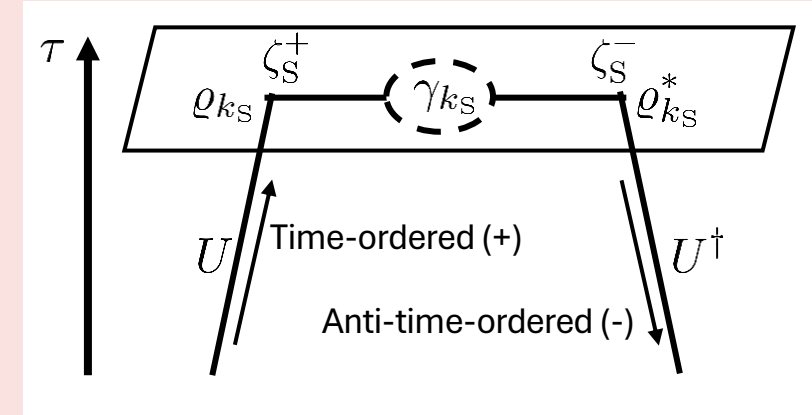 τ
ζ_S^+ ζ_S^-
ϱ_{k_S} γ_{k_S} ϱ*_{k_S}
Time-ordered (+)
U U†
Anti-time-ordered (-)